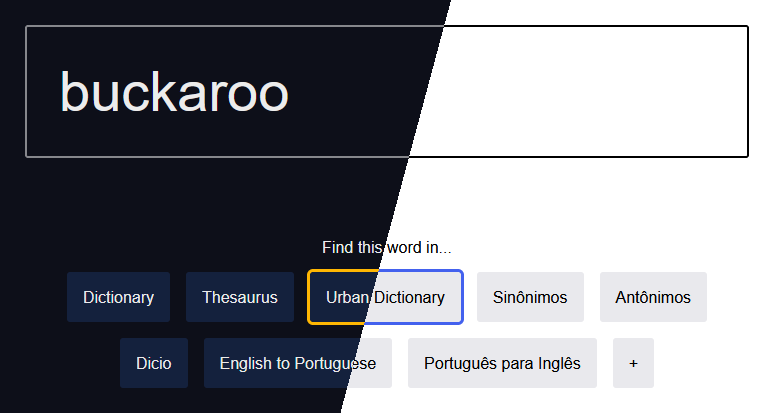 buckaroo
Find this word in...
Dictionary Thesaurus Urban Dictionary Sinônimos Antônimos
Dicio English to Portuguese Português para Inglês +